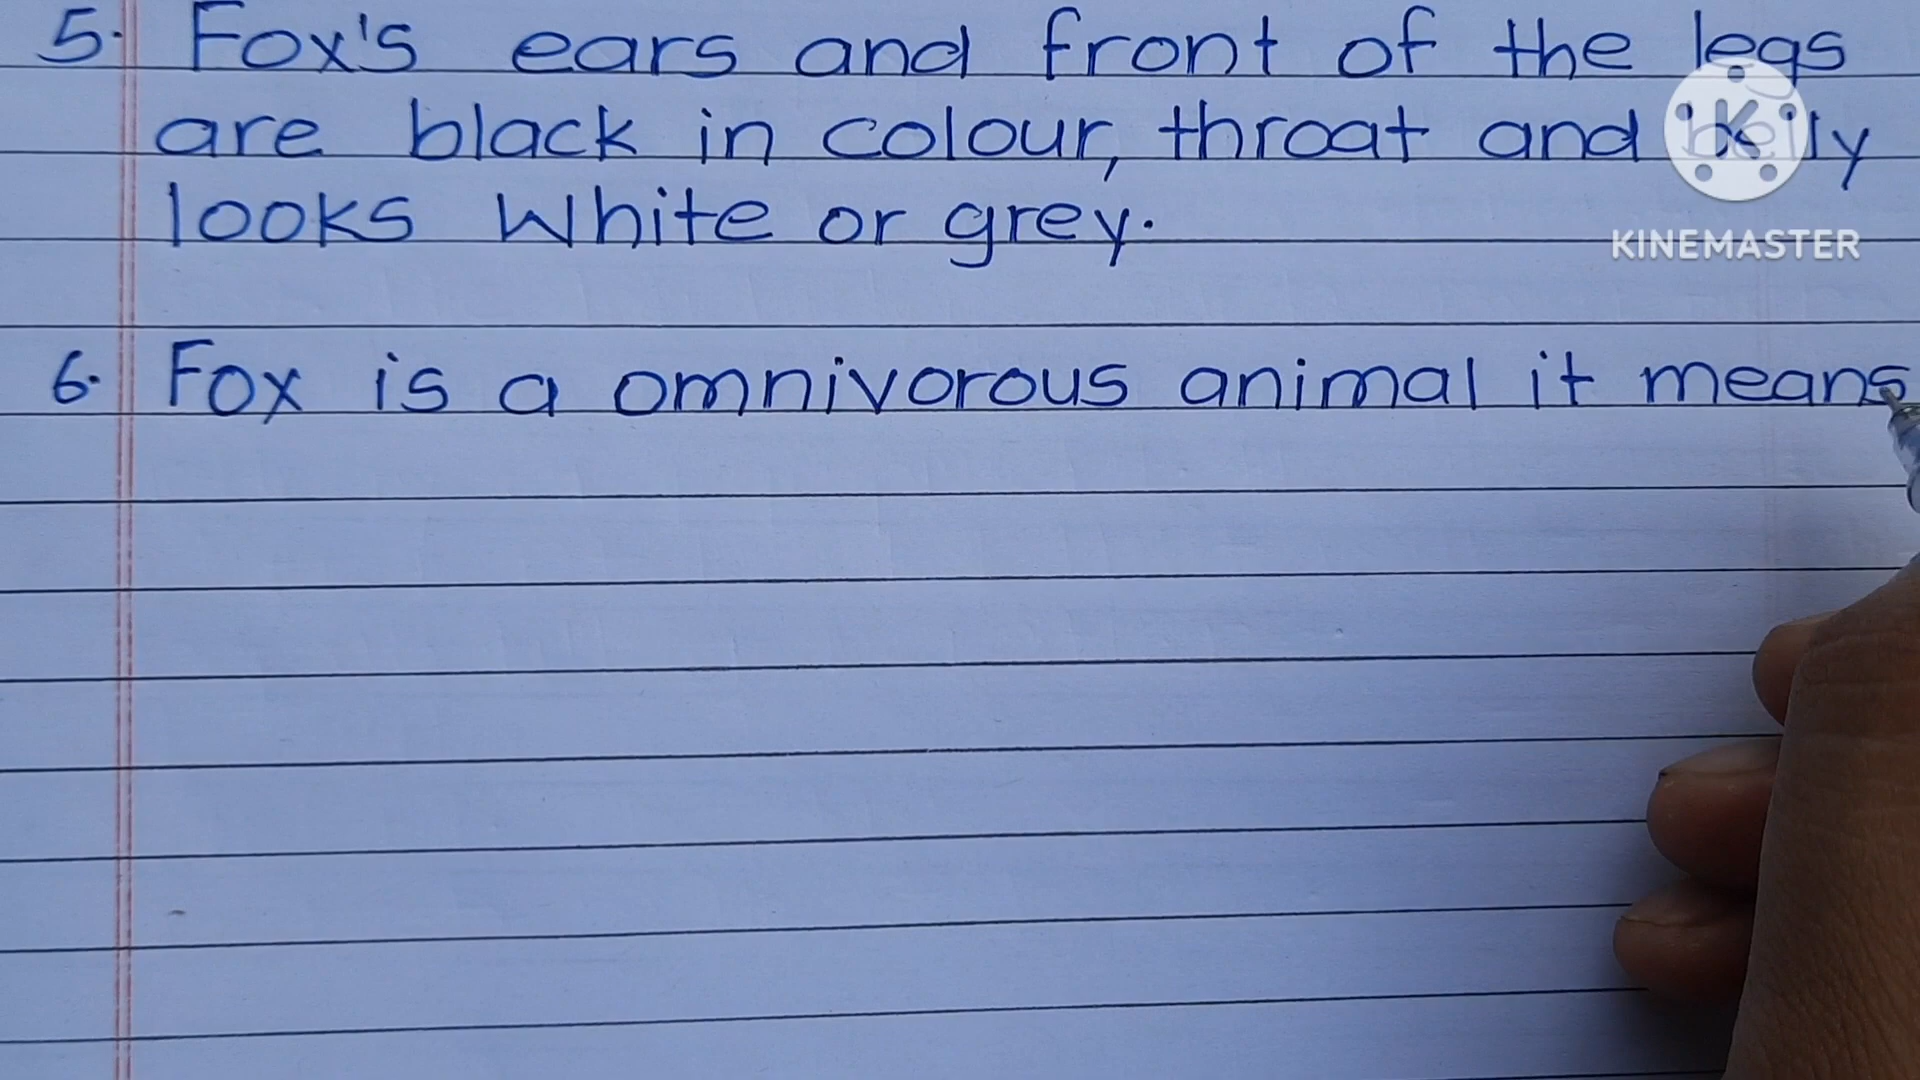 5. Fox's ears and front of the legs
are black in colour, throat and belly
looks White or grey.
KINEMASTER
6. Fox is a omnivorous animal it means